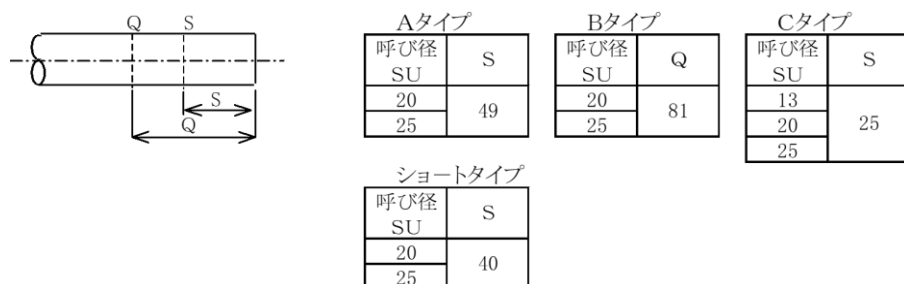 Q S
S
Q
Aタイプ
呼び径 SU S
20 49
25
Bタイプ
呼び径 SU Q
20 81
25
Cタイプ
呼び径 SU S
13
20 25
25
ショートタイプ
呼び径 SU S
20 40
25